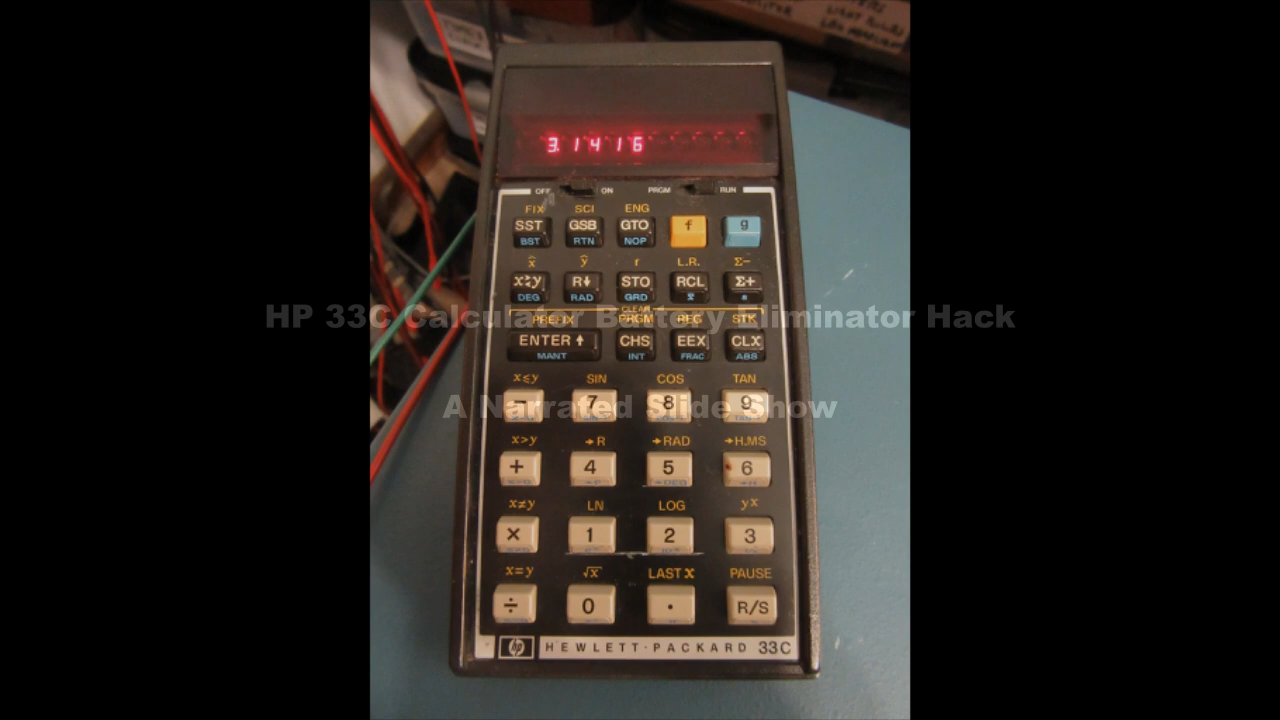 3.1416
OFF ON PRGM RUN
FIX SCI ENG
SST GSB GTO f g
BST RTN NOP
x̂ ŷ r L.R. Σ-
x≷y R↓ STO RCL Σ+
DEG RAD GRD x̄ s
HP 33C Calculator Battery Eliminator Hack
CLEAR
PREFIX PRGM REG STK
ENTER↑ CHS EEX CLX
MANT INT FRAC ABS
x≤y SIN COS TAN
- 7 8 9
A Narrated Slide Show
x>y →R →RAD →H.MS
+ 4 5 6
x≠y LN LOG yˣ
× 1 2 3
x=y √x LAST X PAUSE
÷ 0 · R/S
hp HEWLETT·PACKARD 33C